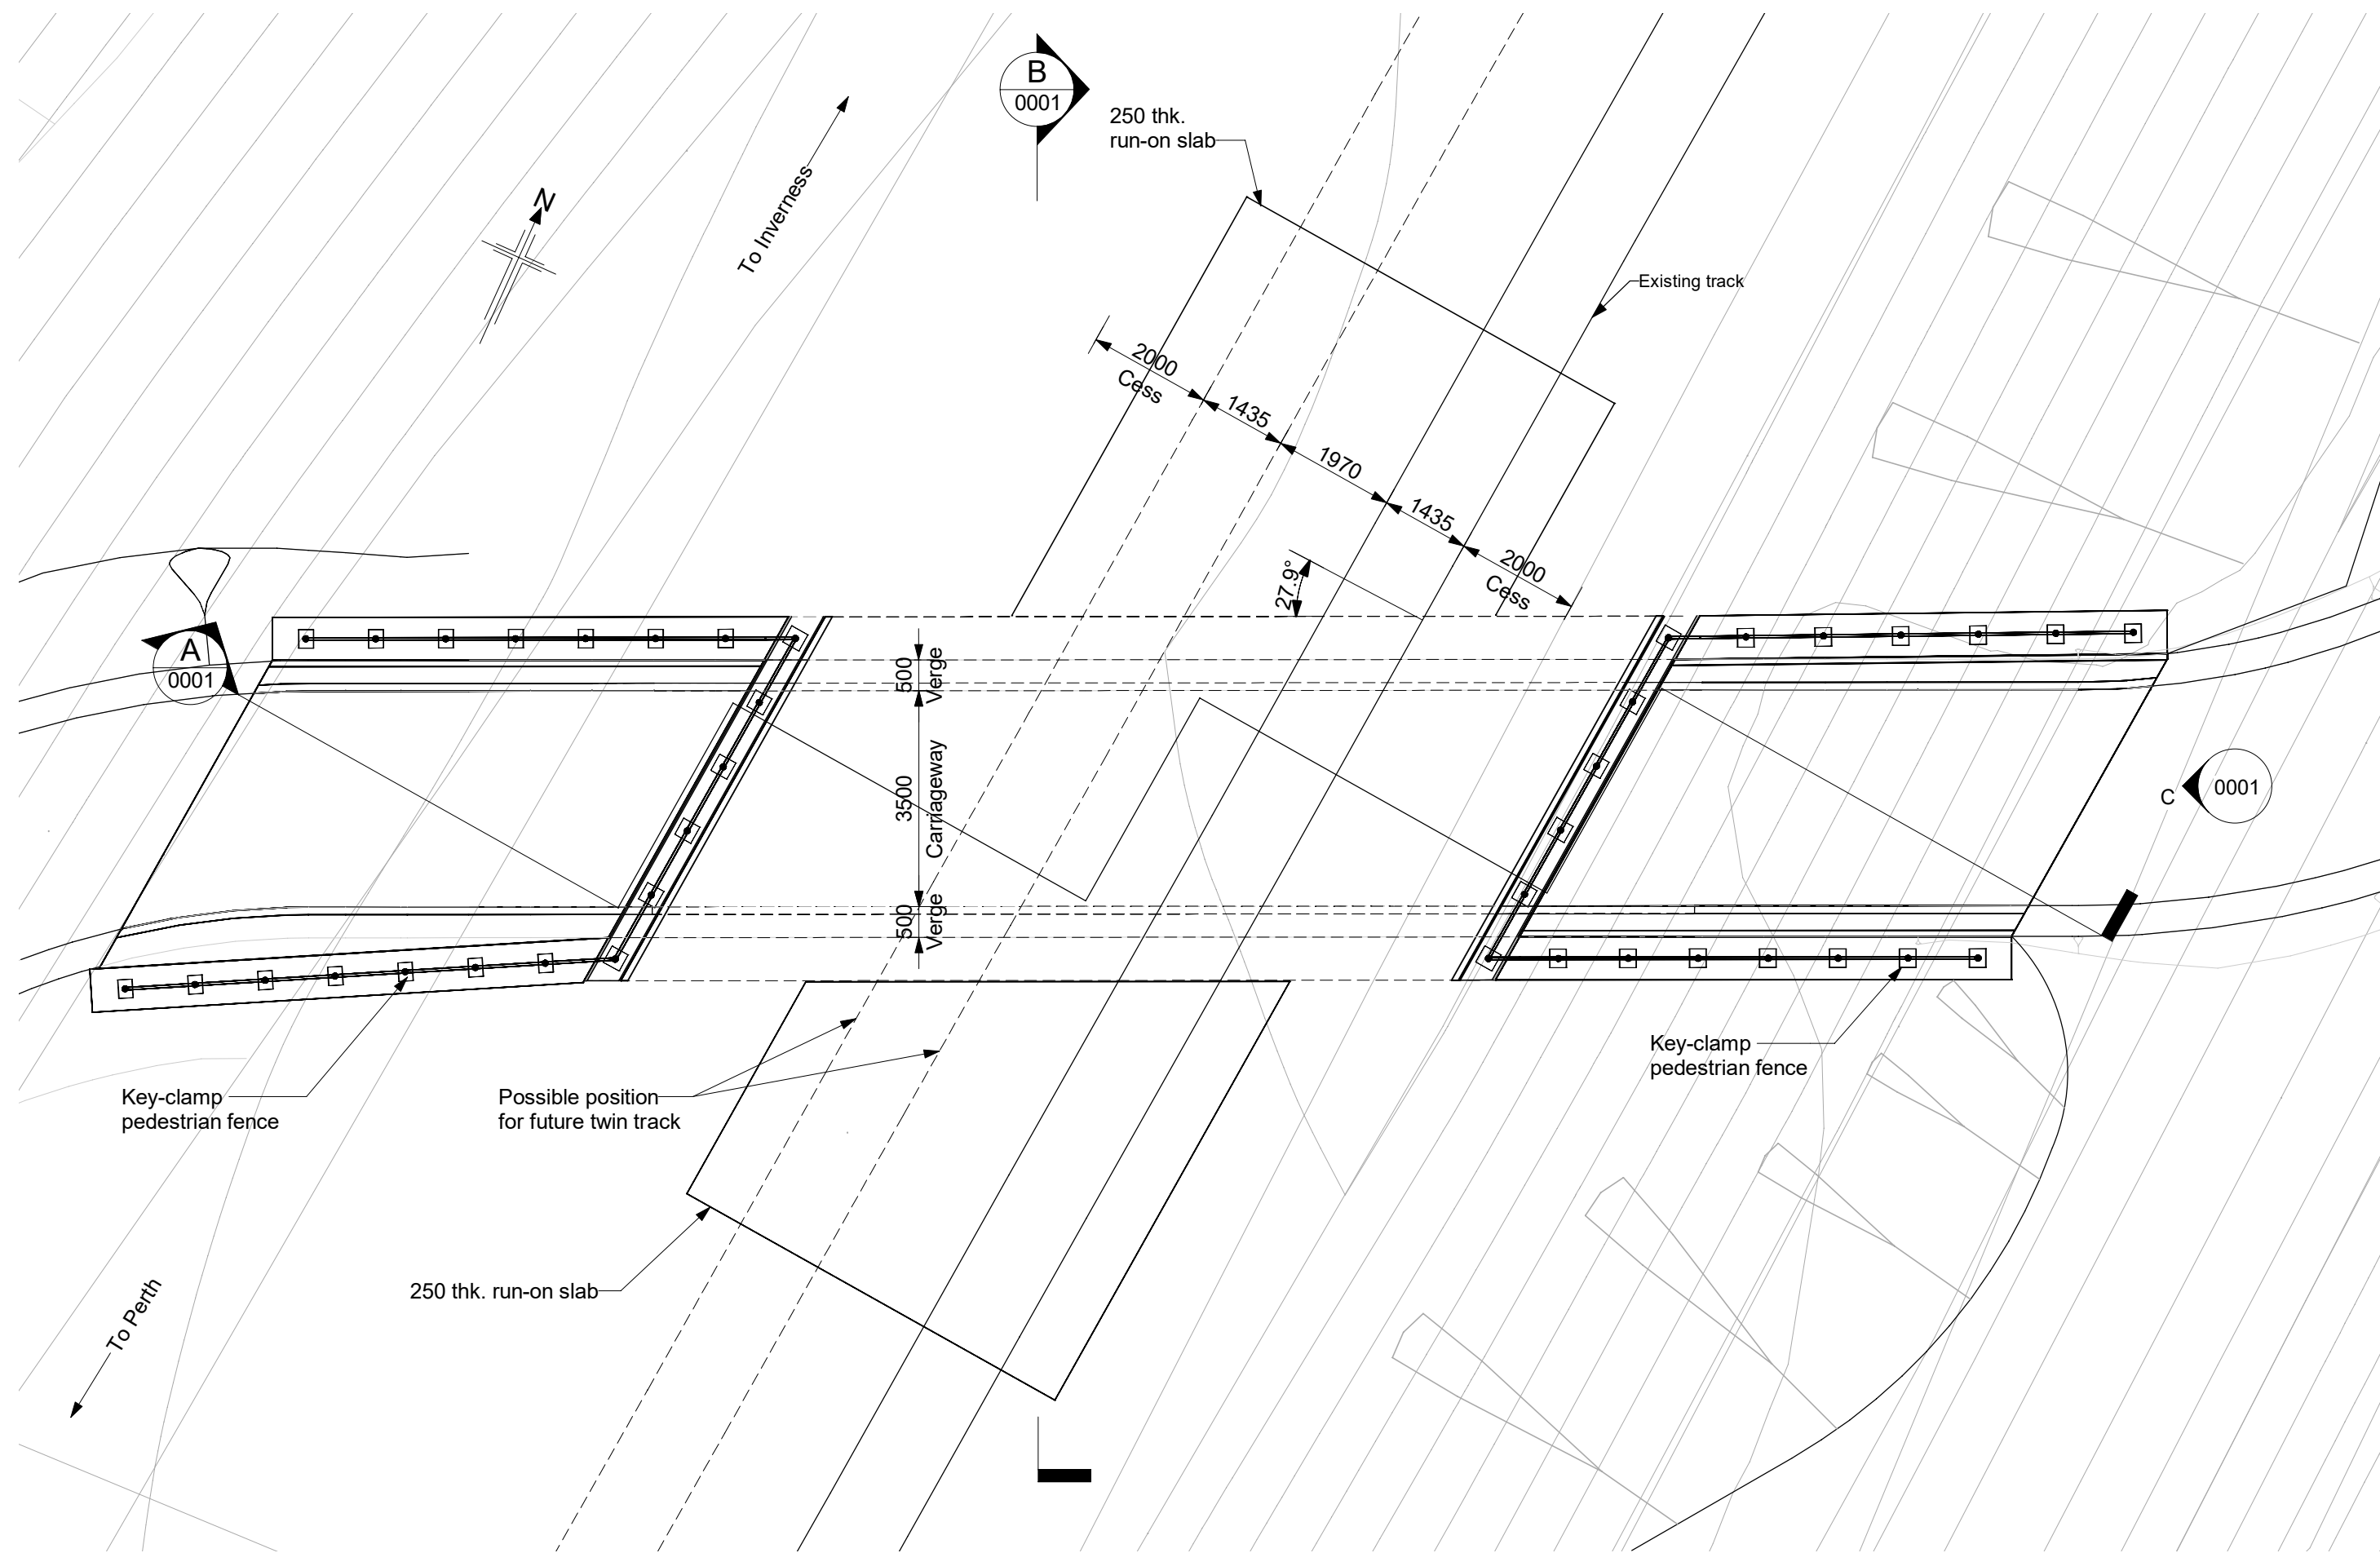 B
0001
250 thk.
run-on slab
N
To Inverness
Existing track
2000
Cess
1435
1970
1435
2000
Cess
27.9°
A
0001
500
Verge
3500
Carriageway
500
Verge
C
0001
Key-clamp
pedestrian fence
Possible position
for future twin track
Key-clamp
pedestrian fence
250 thk. run-on slab
To Perth